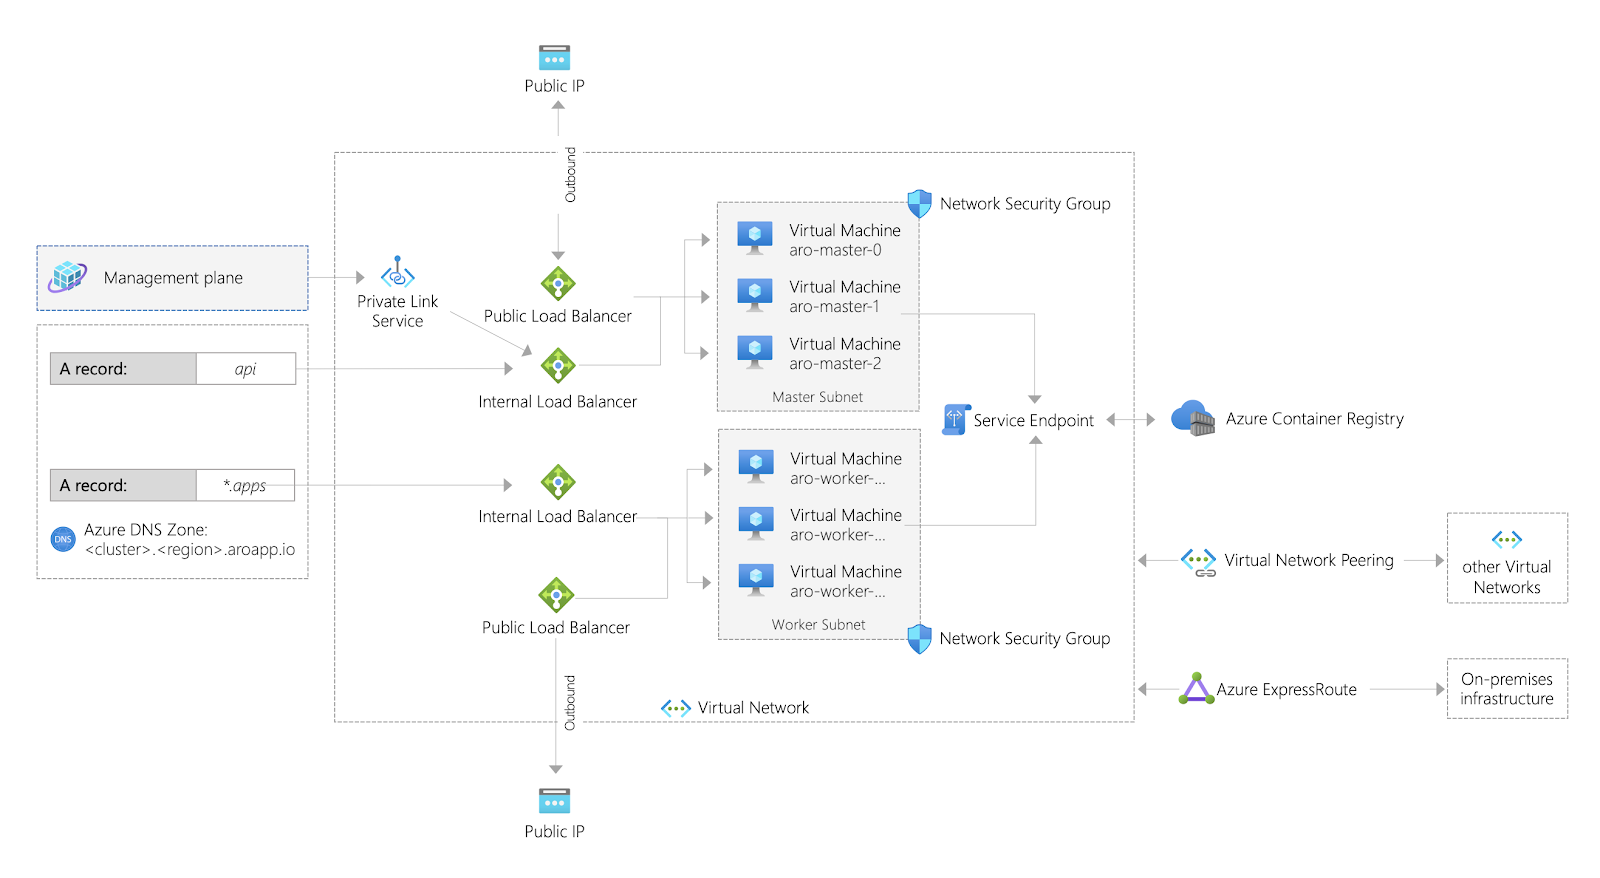 Public IP
Outbound
Network Security Group
Virtual Machine
aro-master-0
Management plane
Private Link
Service
Public Load Balancer
Virtual Machine
aro-master-1
Virtual Machine
aro-master-2
A record:
api
Internal Load Balancer
Master Subnet
Service Endpoint
Azure Container Registry
Virtual Machine
aro-worker-...
A record:
*.apps
Internal Load Balancer
Virtual Machine
aro-worker-...
Azure DNS Zone:
DNS
<cluster>.<region>.aroapp.io
Virtual Network Peering
other Virtual
Networks
Virtual Machine
aro-worker-...
Public Load Balancer
Worker Subnet
Network Security Group
Outbound
Virtual Network
Azure ExpressRoute
On-premises
infrastructure
Public IP